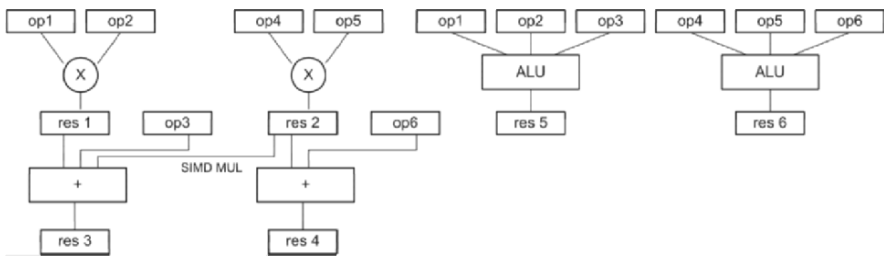 op1 op2 op4 op5 op1 op2 op3 op4 op5 op6
X X ALU ALU
res 1 op3 res 2 op6 res 5 res 6
SIMD MUL
+ +
res 3 res 4